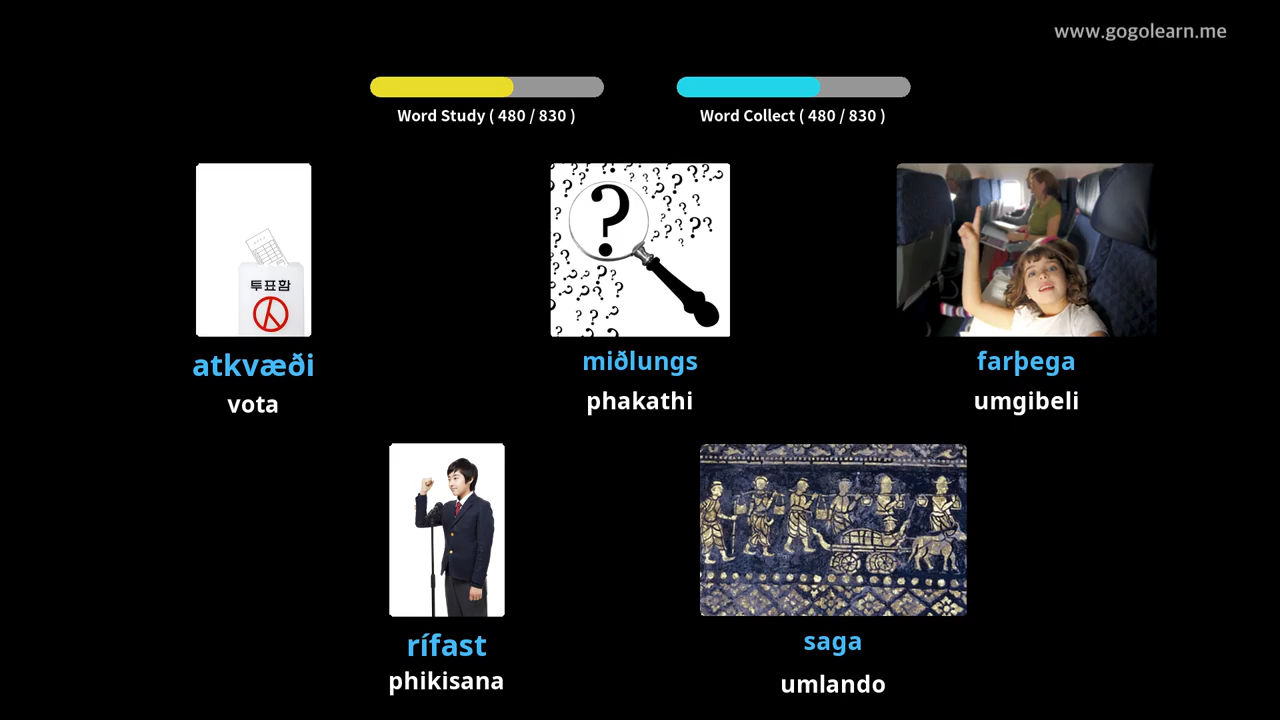 www.gogolearn.me
Word Study ( 480 / 830 )
Word Collect ( 480 / 830 )
투표함
atkvæði
vota
miðlungs
phakathi
farþega
umgibeli
rífast
phikisana
saga
umlando